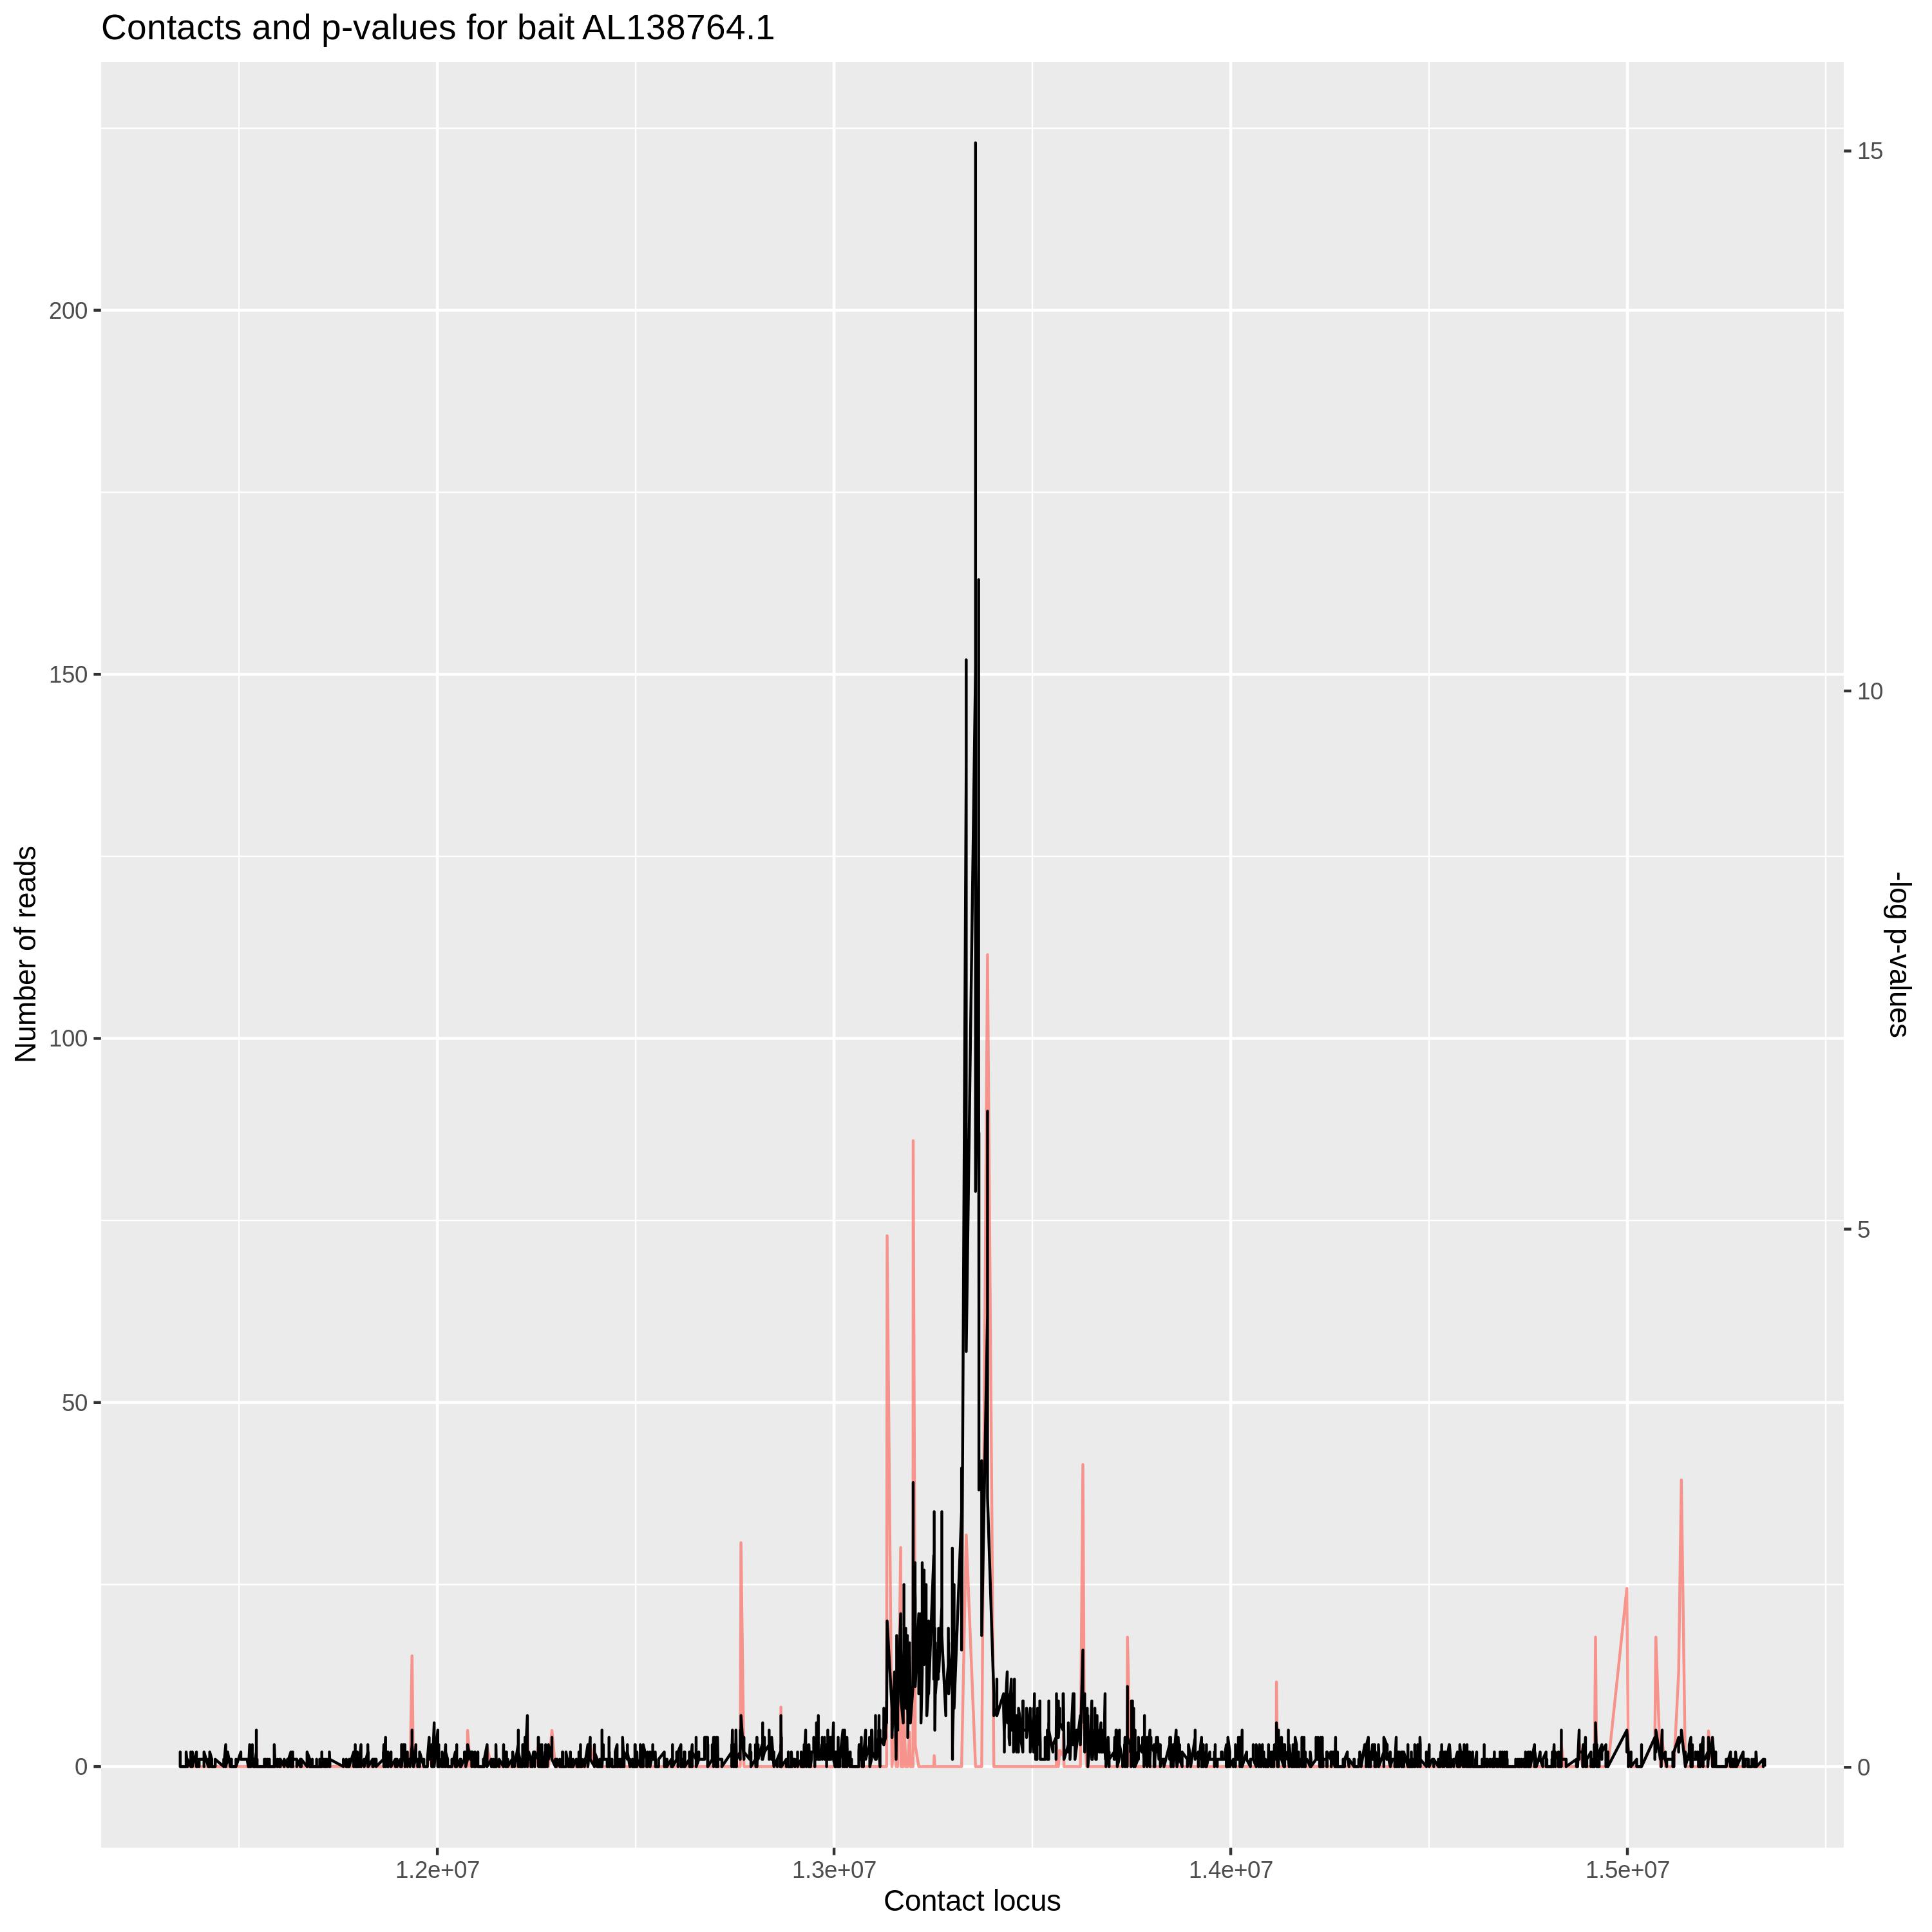 Contacts and p-values for bait AL138764.1
200
150
100
50
0
15
10
5
0
Number of reads
-log p-values
1.2e+07
1.3e+07
1.4e+07
1.5e+07
Contact locus